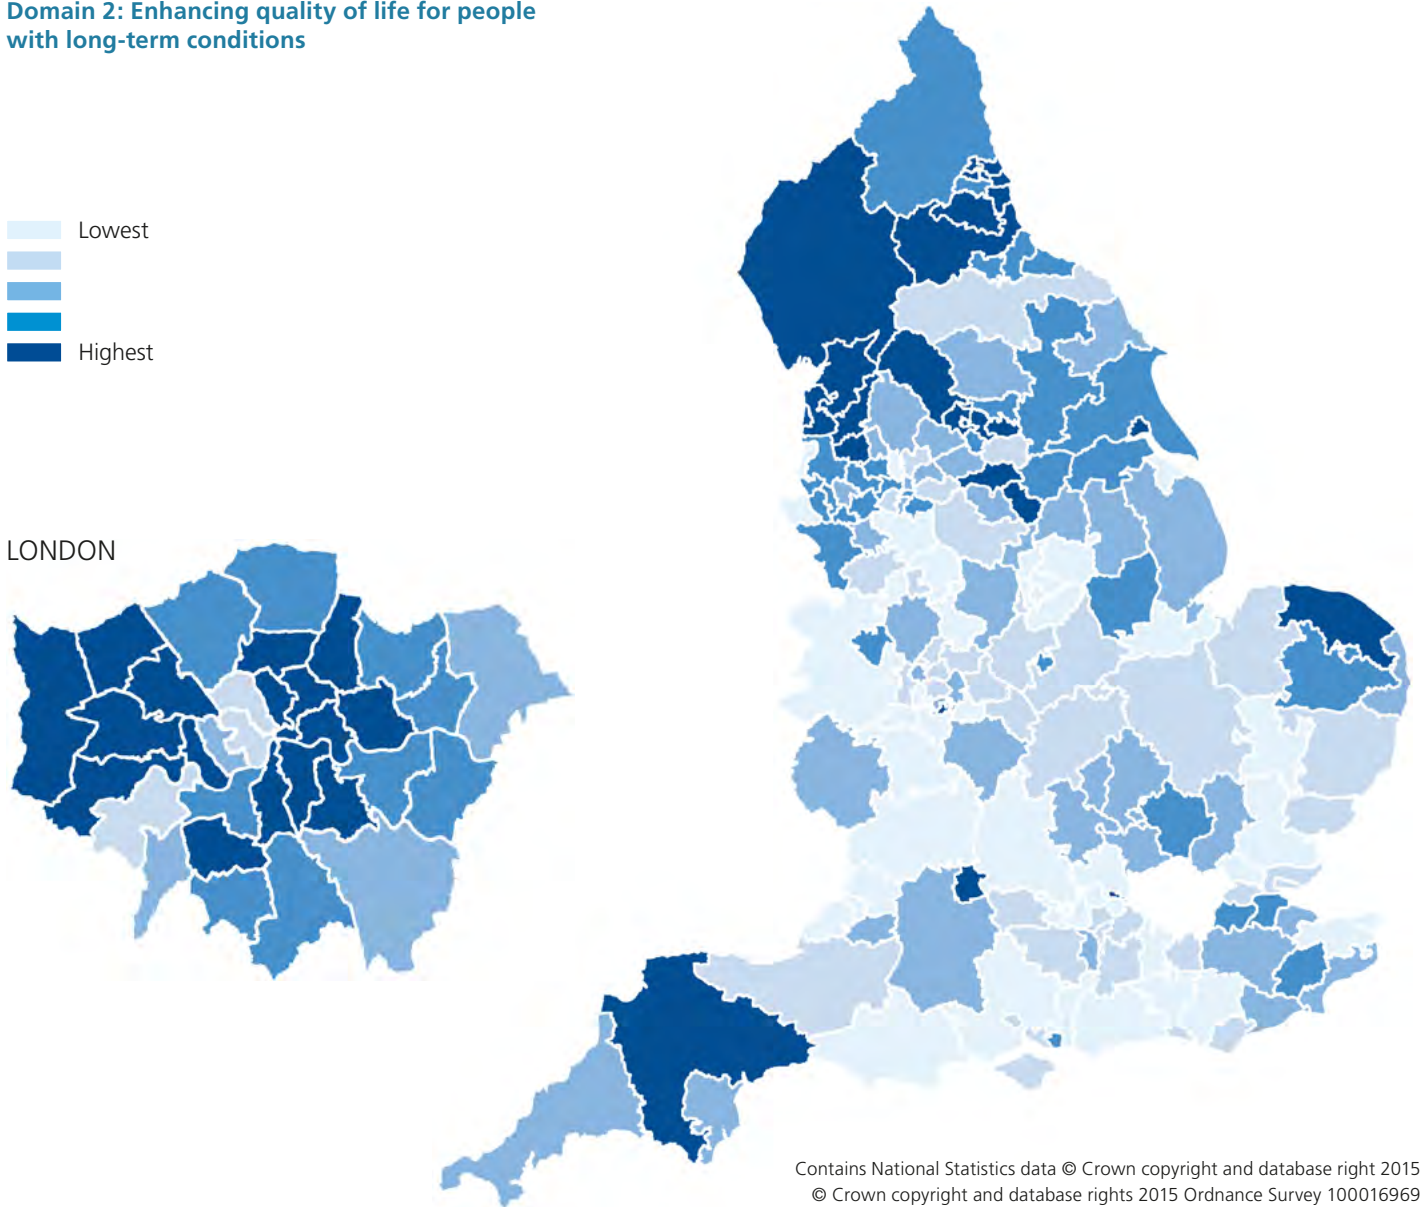 Domain 2: Enhancing quality of life for people
with long-term conditions
Lowest
Highest
LONDON
Contains National Statistics data © Crown copyright and database right 2015
© Crown copyright and database rights 2015 Ordnance Survey 100016969